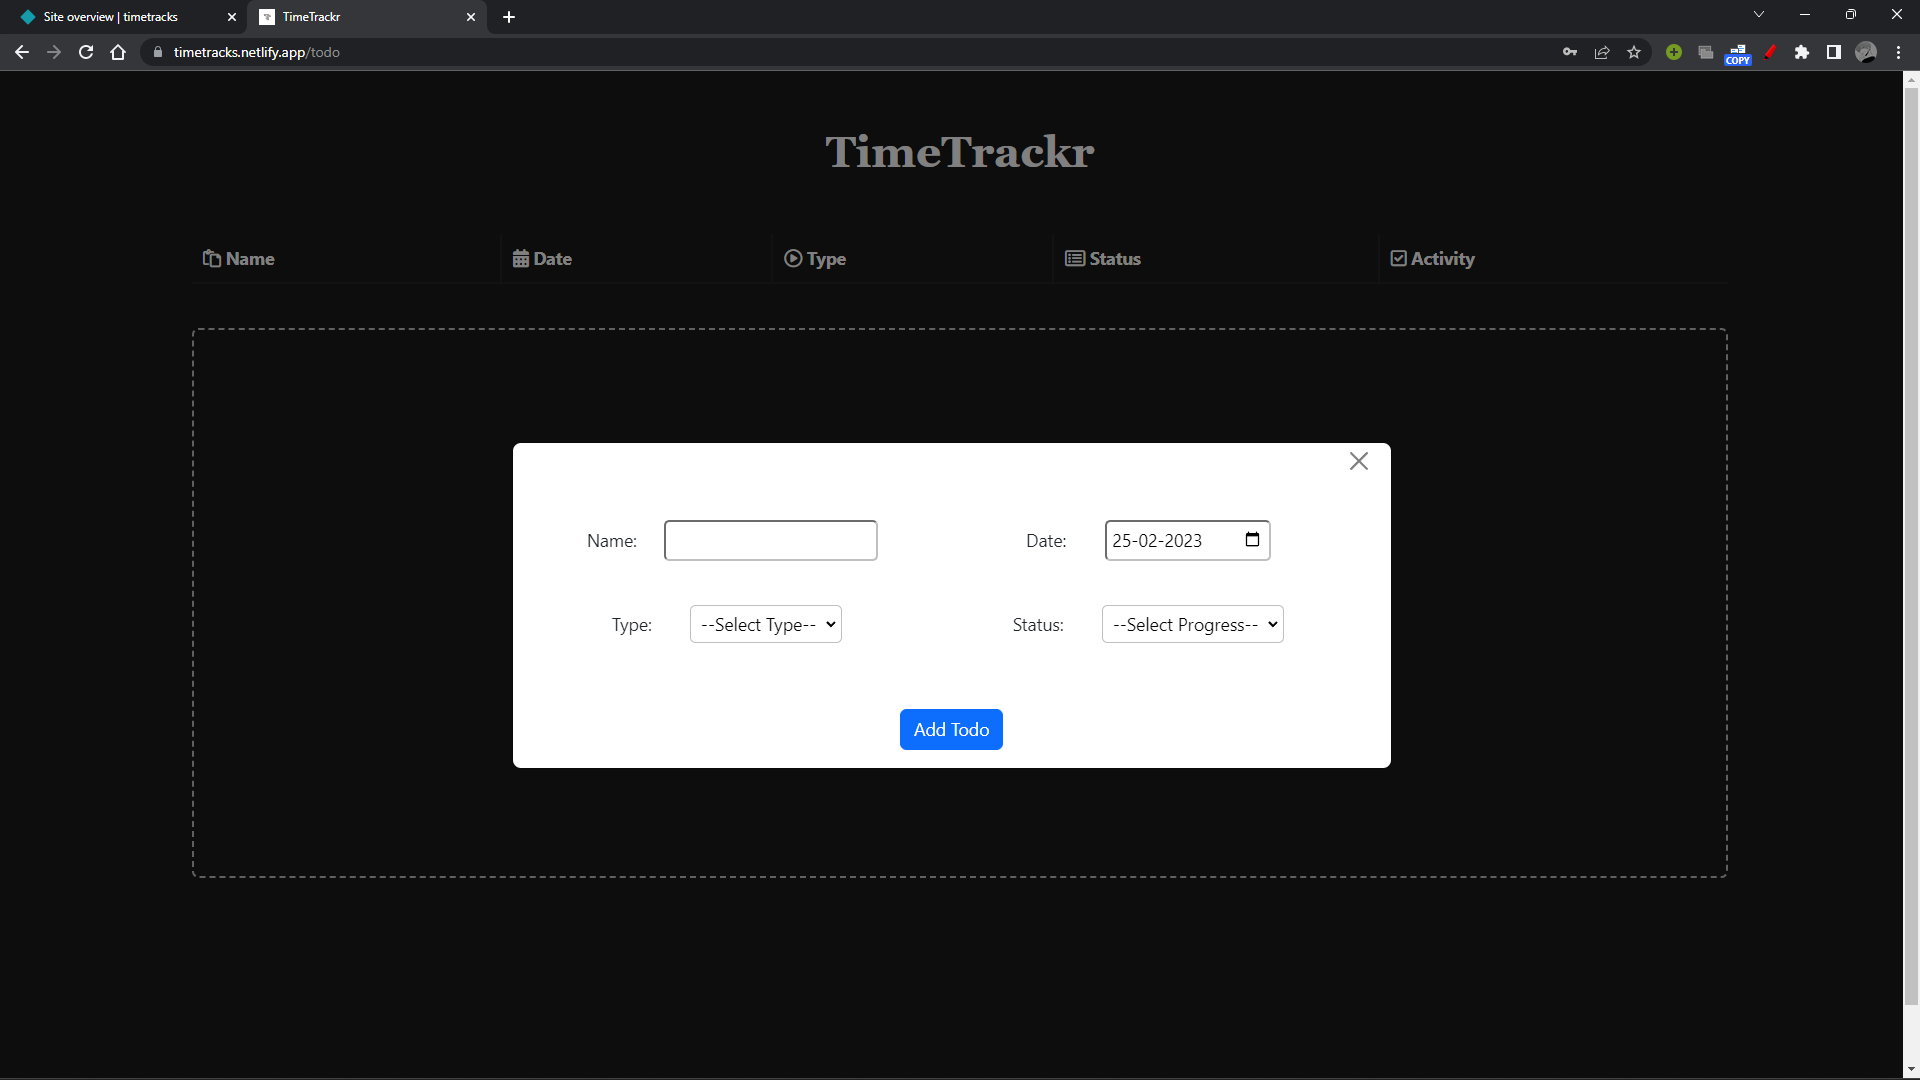 Site overview | timetracks
TimeTrackr
timetracks.netlify.app/todo
COPY
TimeTrackr
Name Date Type Status Activity
Name: Date: 25-02-2023
Type: --Select Type-- Status: --Select Progress--
Add Todo